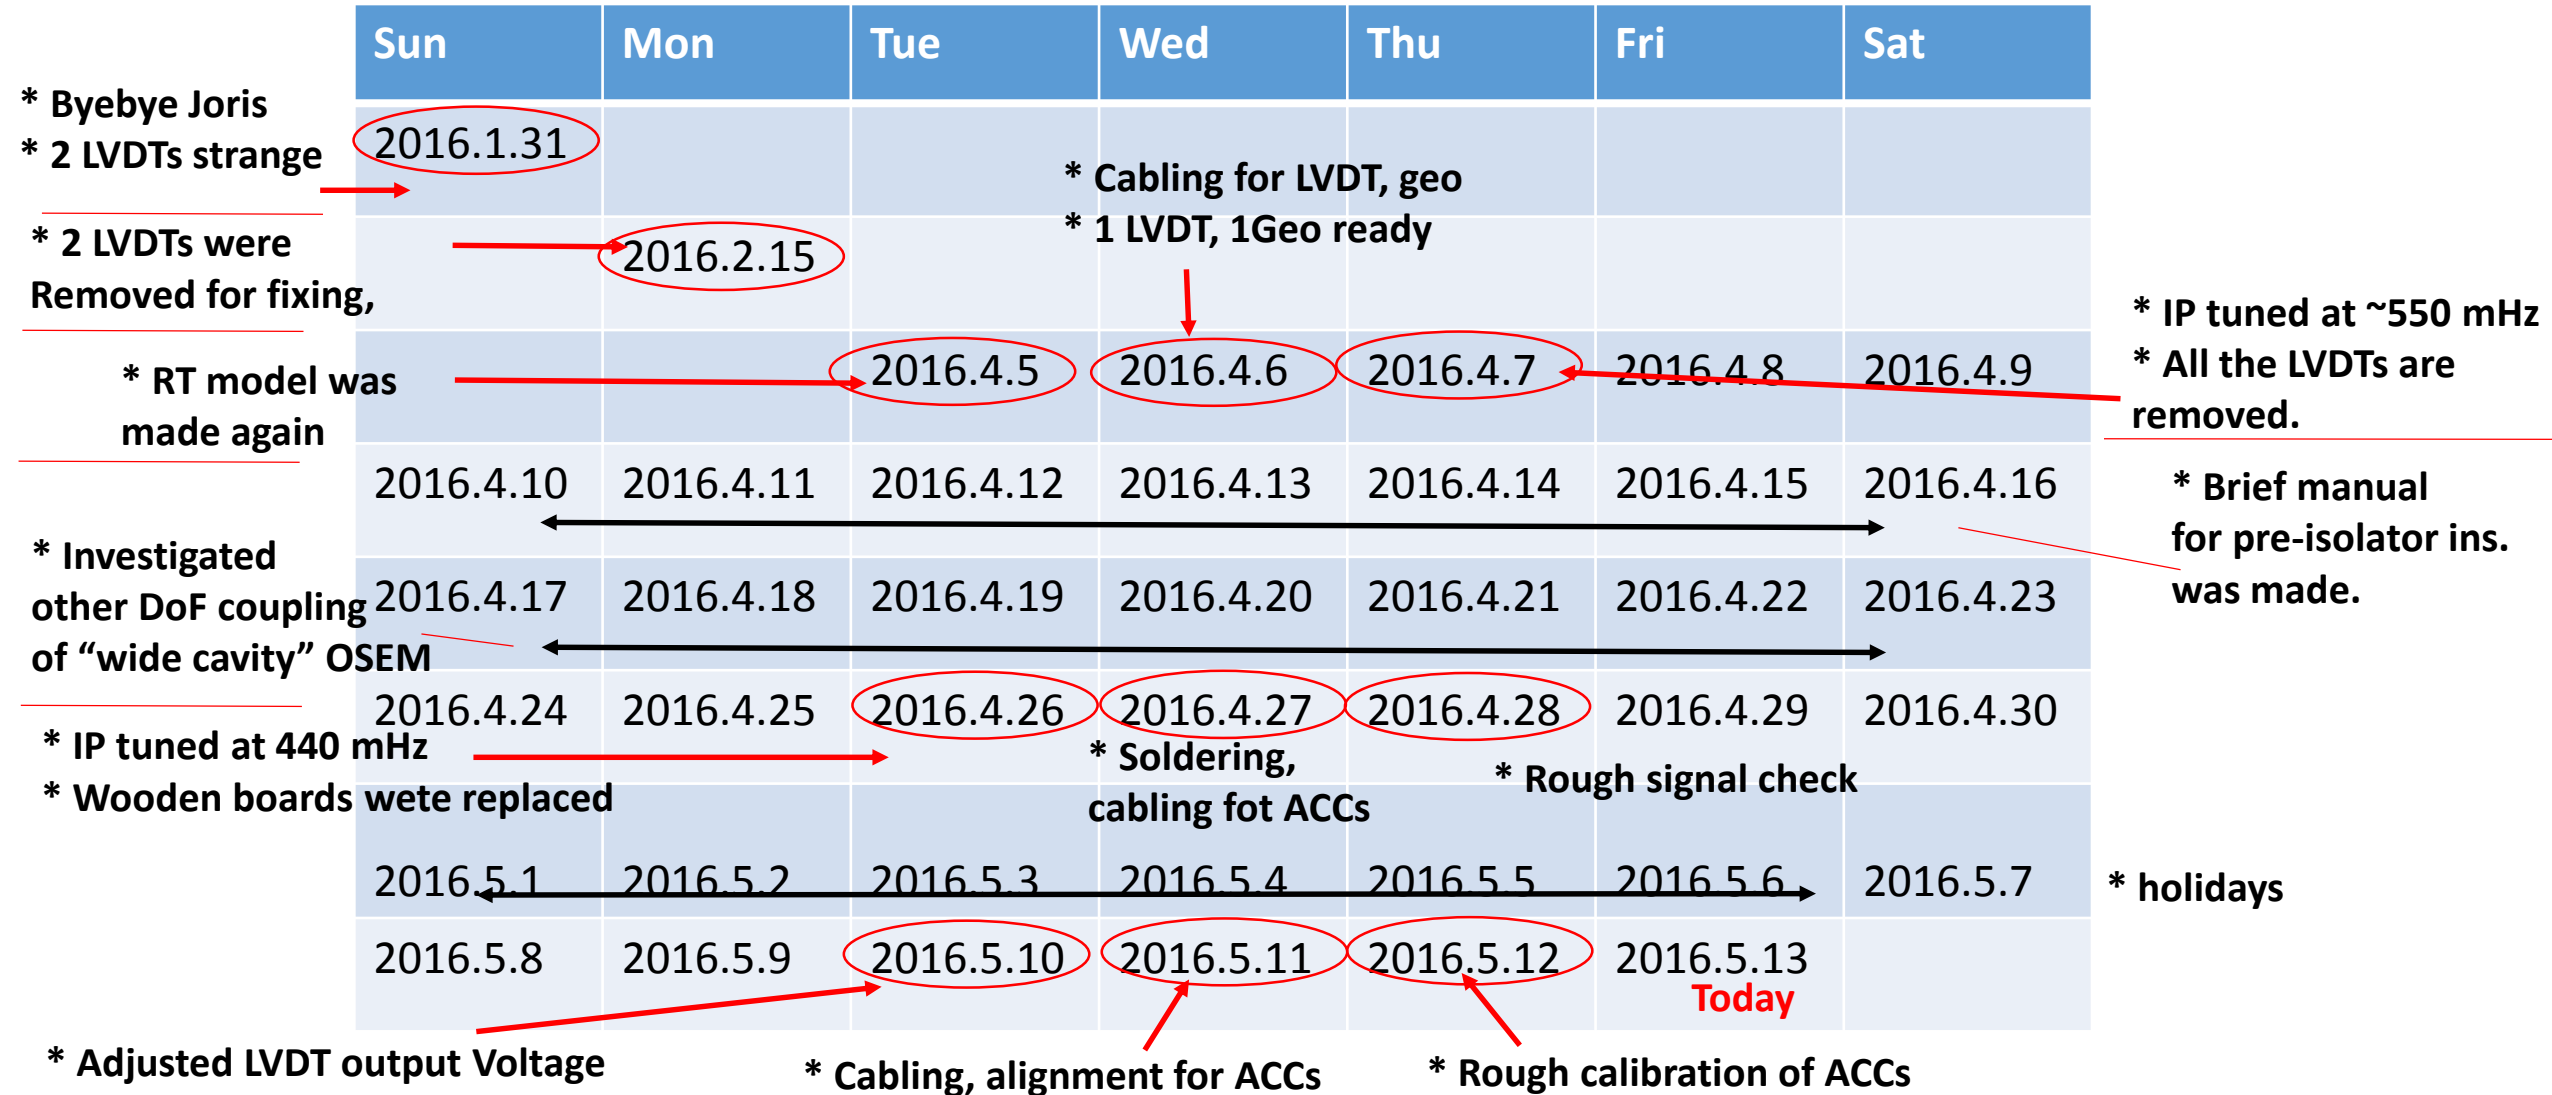 Sun Mon Tue Wed Thu Fri Sat
* Byebye Joris
* 2 LVDTs strange
2016.1.31
* Cabling for LVDT, geo
* 1 LVDT, 1Geo ready
* 2 LVDTs were
Removed for fixing,
2016.2.15
* IP tuned at ~550 mHz
* All the LVDTs are
removed.
* RT model was
made again
2016.4.5 2016.4.6 2016.4.7 2016.4.8 2016.4.9
2016.4.10 2016.4.11 2016.4.12 2016.4.13 2016.4.14 2016.4.15 2016.4.16
* Brief manual
for pre-isolator ins.
was made.
* Investigated
other DoF coupling
of “wide cavity” OSEM
2016.4.17 2016.4.18 2016.4.19 2016.4.20 2016.4.21 2016.4.22 2016.4.23
2016.4.24 2016.4.25 2016.4.26 2016.4.27 2016.4.28 2016.4.29 2016.4.30
* IP tuned at 440 mHz
* Wooden boards wete replaced
* Soldering,
cabling fot ACCs
* Rough signal check
2016.5.1 2016.5.2 2016.5.3 2016.5.4 2016.5.5 2016.5.6 2016.5.7
* holidays
2016.5.8 2016.5.9 2016.5.10 2016.5.11 2016.5.12 2016.5.13
Today
* Adjusted LVDT output Voltage
* Cabling, alignment for ACCs
* Rough calibration of ACCs